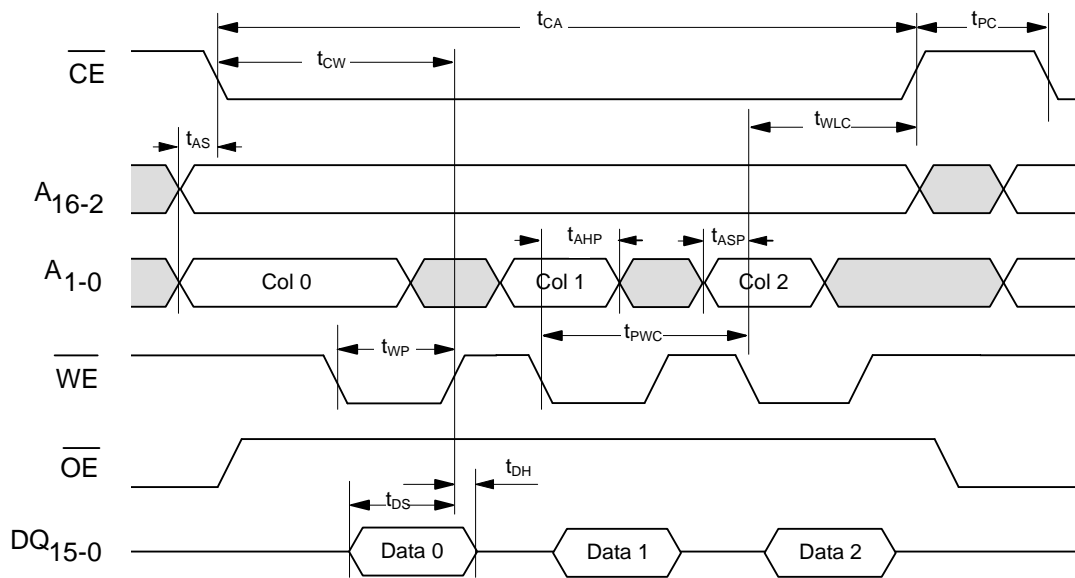 tCA
tPC
CE
tCW
tAS
tWLC
A16-2
tAHP
tASP
A1-0
Col 0
Col 1
Col 2
tPWC
tWP
WE
OE
tDH
tDS
DQ15-0
Data 0
Data 1
Data 2